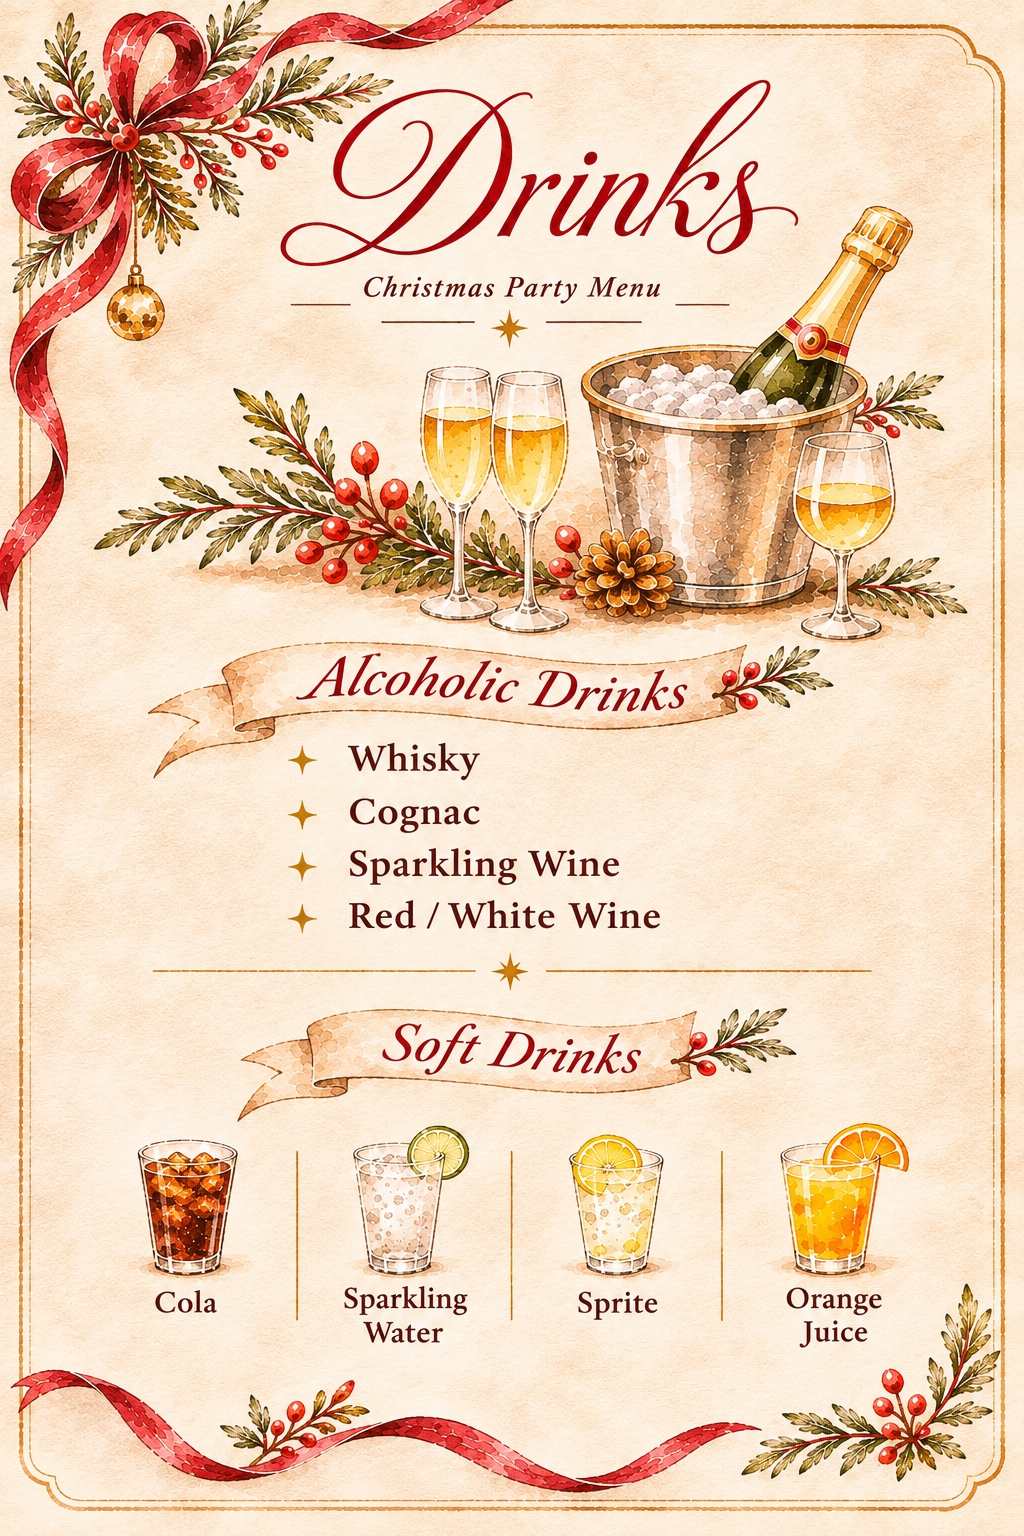 Drinks
Christmas Party Menu
Alcoholic Drinks
Whisky
Cognac
Sparkling Wine
Red / White Wine
Soft Drinks
Cola
Sparkling
Water
Sprite
Orange
Juice